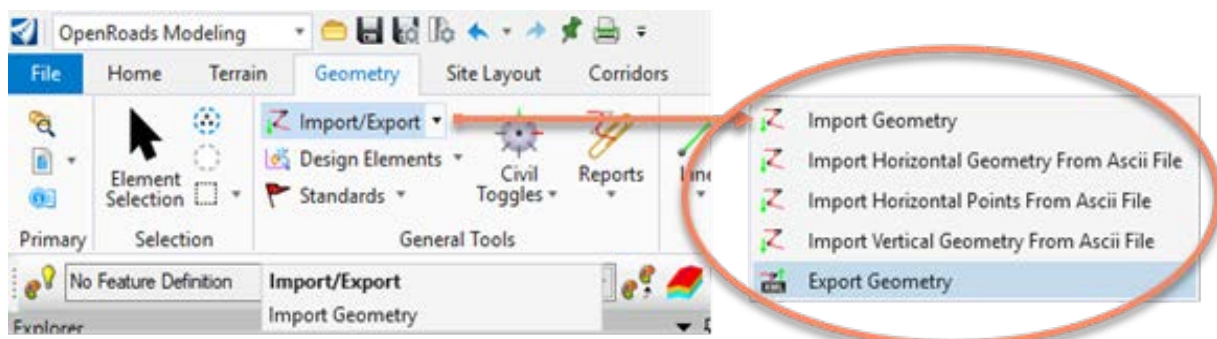 OpenRoads Modeling
File Home Terrain Geometry Site Layout Corridors
Import/Export
Design Elements
Standards
Element
Selection
Civil
Toggles
Reports
Line
Primary Selection General Tools
No Feature Definition
Import/Export
Import Geometry
Explorer
Import Geometry
Import Horizontal Geometry From Ascii File
Import Horizontal Points From Ascii File
Import Vertical Geometry From Ascii File
Export Geometry